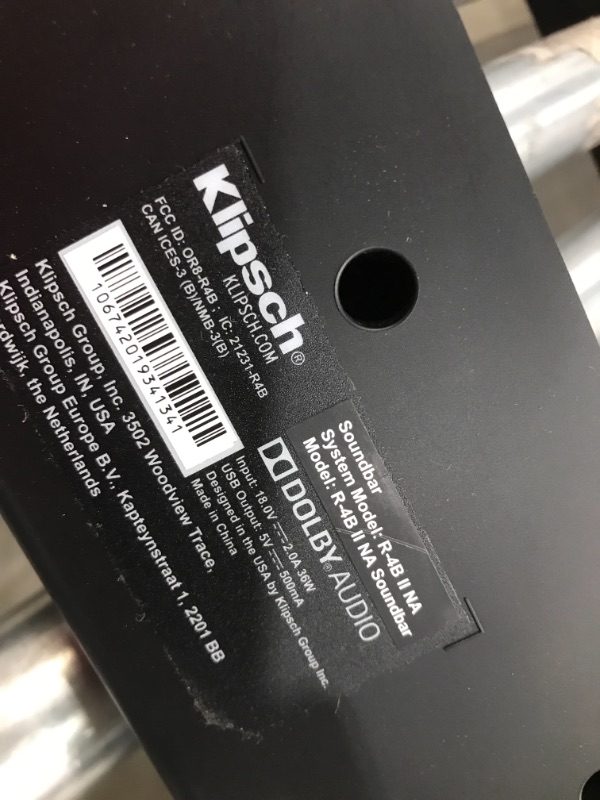 Klipsch®
KLIPSCH.COM
FCC ID: OR8-R4B ; IC: 21231-R4B
CAN ICES-3 (B)/NMB-3(B)
106742019341341
Klipsch Group, Inc. 3502 Woodview Trace,
Indianapolis, IN, USA
Klipsch Group Europe B.V. Kapteynstraat 1, 2201 BB
the Netherlands
Soundbar
System Model: R-4B II NA
Model: R-4B II NA Soundbar
DOLBY® AUDIO
Input: 18.0V ⎓ 2.0A 36W
USB Output: 5V ⎓ 500mA
Designed in the USA by Klipsch Group Inc.
Made in China